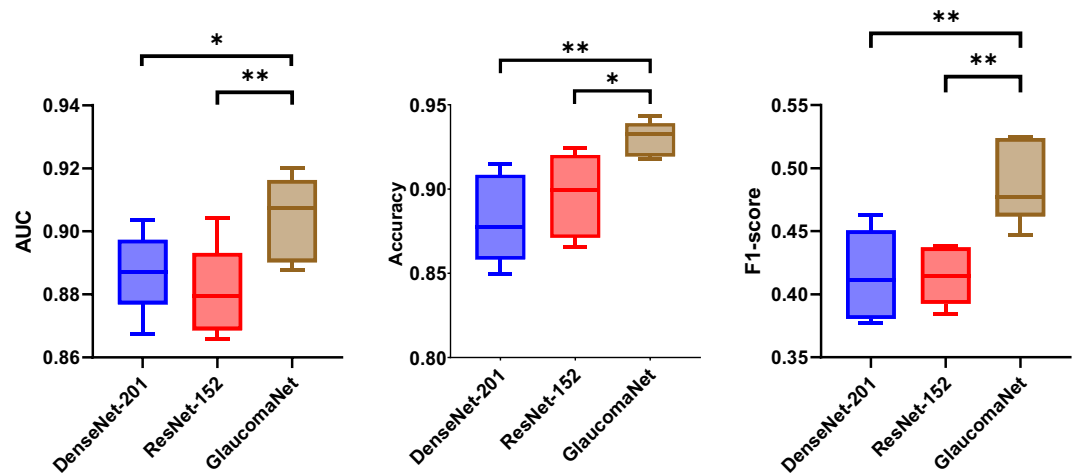 *
**
AUC
0.94
0.92
0.90
0.88
0.86
DenseNet-201
ResNet-152
GlaucomaNet
**
*
Accuracy
0.95
0.90
0.85
0.80
DenseNet-201
ResNet-152
GlaucomaNet
**
**
F1-score
0.55
0.50
0.45
0.40
0.35
DenseNet-201
ResNet-152
GlaucomaNet